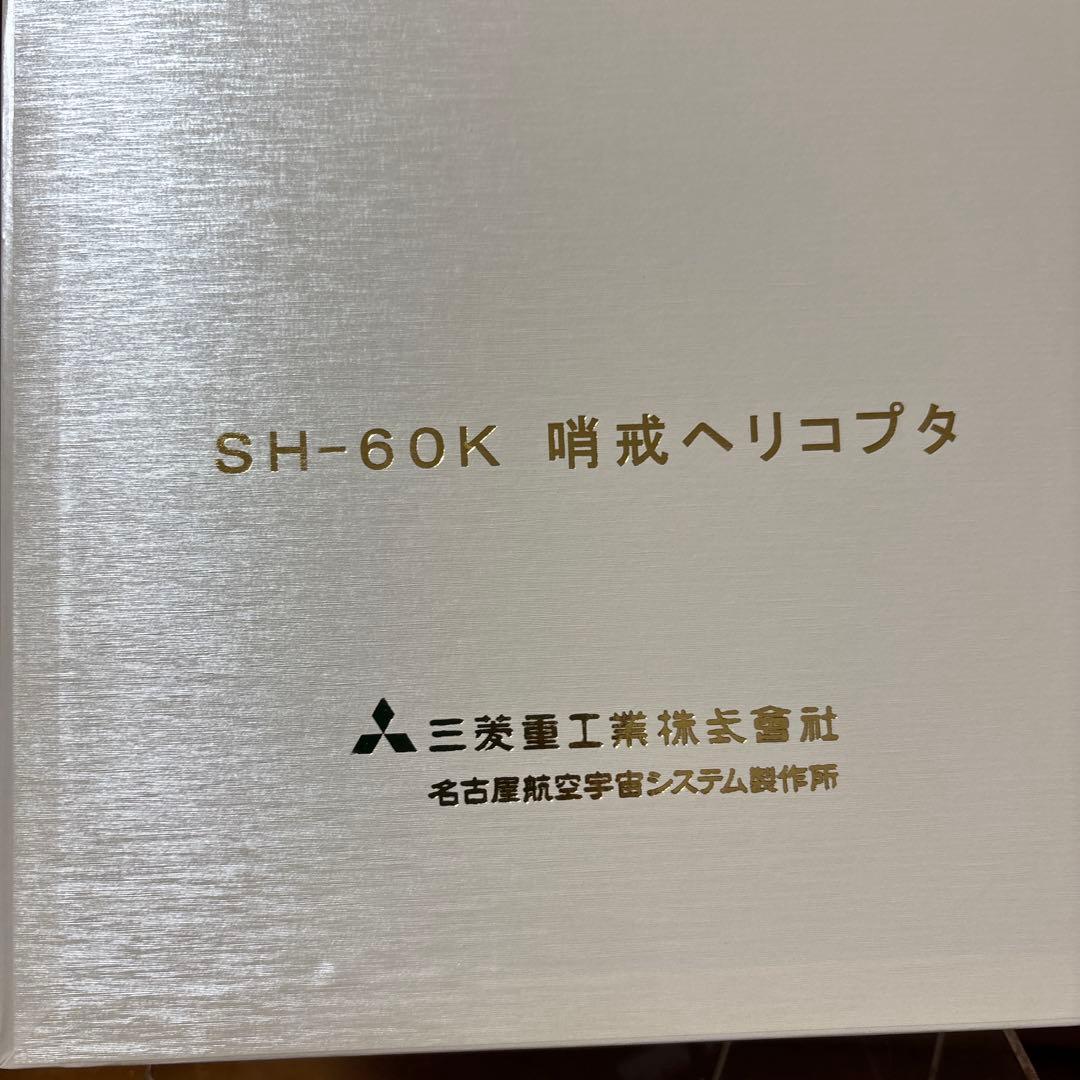 SH-60K 哨戒ヘリコプタ
三菱重工業株式會社
名古屋航空宇宙システム製作所